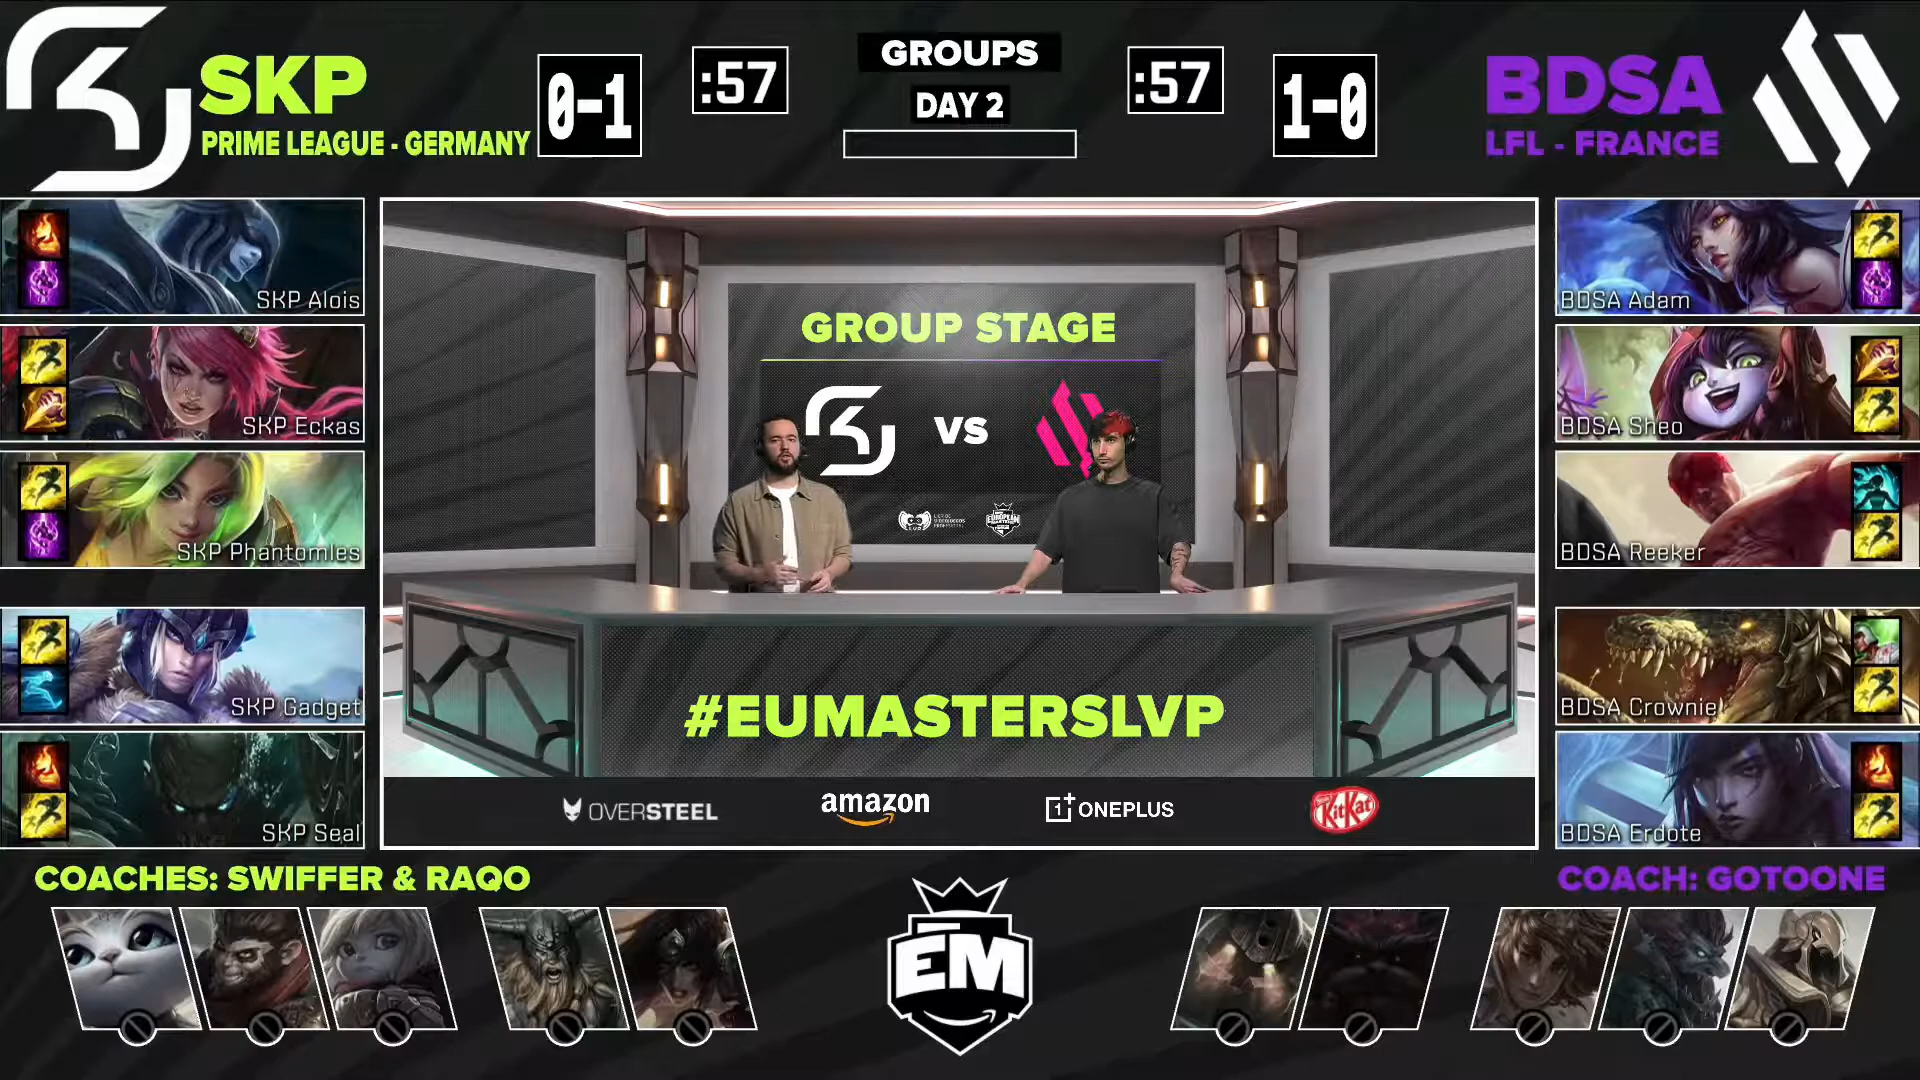 SKP
PRIME LEAGUE - GERMANY
0-1
:57
GROUPS
DAY 2
:57
1-0
BDSA
LFL - FRANCE
SKP Alois
SKP Eckas
SKP Phantomles
SKP Gadget
SKP Seal
GROUP STAGE
VS
#EUMASTERSLVP
OVERSTEEL
amazon
1+ ONEPLUS
KitKat
BDSA Adam
BDSA Sheo
BDSA Reeker
BDSA Crownie
BDSA Erdote
COACHES: SWIFFER & RAQO
COACH: GOTOONE
EM